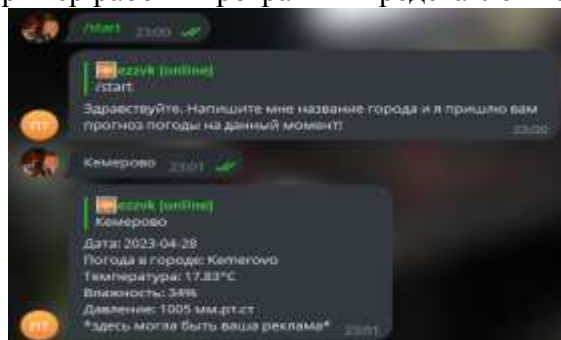 /start 23:00
ezzyk [online]
/start
Здравствуйте. Напишите мне название города и я пришлю вам
прогноз погоды на данный момент!
23:00
Кемерово 23:01
ezzyk [online]
Кемерово
Дата: 2023-04-28
Погода в городе: Kemerovo
Температура: 17.83°C
Влажность: 34%
Давление: 1005 мм.рт.ст
ПТ
*здесь могла быть ваша реклама* 23:01